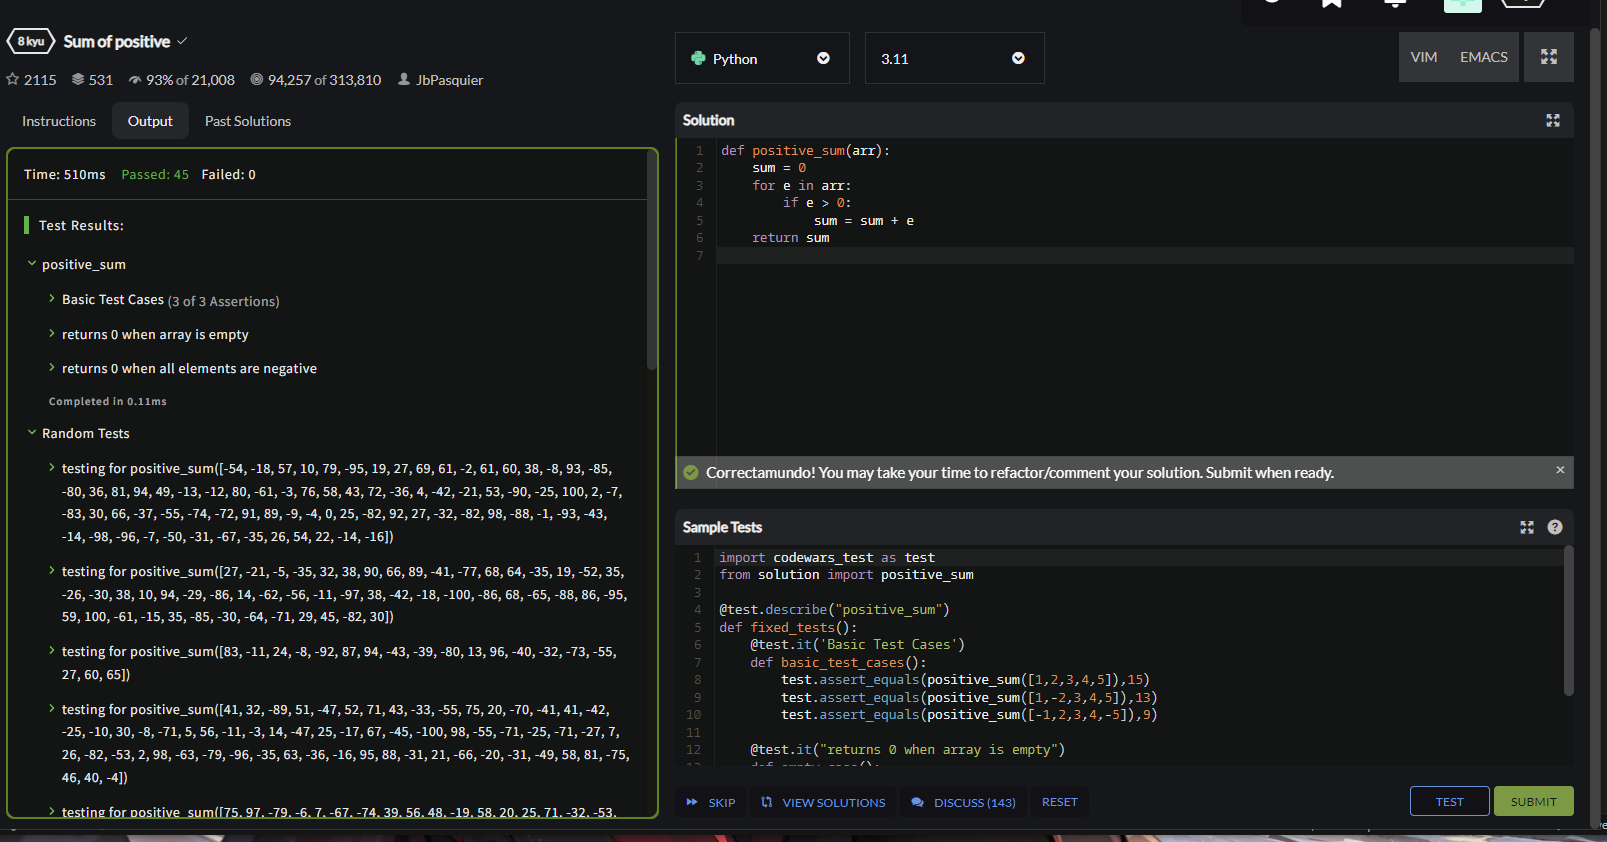 8 kyu Sum of positive
2115 531 93% of 21,008 94,257 of 313,810 JbPasquier
Instructions Output Past Solutions
Time: 510ms Passed: 45 Failed: 0
Test Results:
positive_sum
Basic Test Cases (3 of 3 Assertions)
returns 0 when array is empty
returns 0 when all elements are negative
Completed in 0.11ms
Random Tests
testing for positive_sum([-54, -18, 57, 10, 79, -95, 19, 27, 69, 61, -2, 61, 60, 38, -8, 93, -85,
-80, 36, 81, 94, 49, -13, -12, 80, -61, -3, 76, 58, 43, 72, -36, 4, -42, -21, 53, -90, -25, 100, 2, -7,
-83, 30, 66, -37, -55, -74, -72, 91, 89, -9, -4, 0, 25, -82, 92, 27, -32, -82, 98, -88, -1, -93, -43,
-14, -98, -96, -7, -50, -31, -67, -35, 26, 54, 22, -14, -16])
testing for positive_sum([27, -21, -5, -35, 32, 38, 90, 66, 89, -41, -77, 68, 64, -35, 19, -52, 35,
-26, -30, 38, 10, 94, -29, -86, 14, -62, -56, -11, -97, 38, -42, -18, -100, -86, 68, -65, -88, 86, -95,
59, 100, -61, -15, 35, -85, -30, -64, -71, 29, 45, -82, 30])
testing for positive_sum([83, -11, 24, -8, -92, 87, 94, -43, -39, -80, 13, 96, -40, -32, -73, -55,
27, 60, 65])
testing for positive_sum([41, 32, -89, 51, -47, 52, 71, 43, -33, -55, 75, 20, -70, -41, 41, -42,
-25, -10, 30, -8, -71, 5, 56, -11, -3, 14, -47, 25, -17, 67, -45, -100, 98, -55, -71, -25, -71, -27, 7,
26, -82, -53, 2, 98, -63, -79, -96, -35, 63, -36, -16, 95, 88, -31, 21, -66, -20, -31, -49, 58, 81, -75,
46, 40, -4])
testing for positive_sum([75, 97, -79, -6, 7, -67, -74, 39, 56, 48, -19, 58, 20, 25, 71, -32, -53,
Python 3.11 VIM EMACS
Solution
1 def positive_sum(arr):
2 sum = 0
3 for e in arr:
4 if e > 0:
5 sum = sum + e
6 return sum
7
Correctamundo! You may take your time to refactor/comment your solution. Submit when ready. ×
Sample Tests ?
1 import codewars_test as test
2 from solution import positive_sum
3
4 @test.describe("positive_sum")
5 def fixed_tests():
6 @test.it('Basic Test Cases')
7 def basic_test_cases():
8 test.assert_equals(positive_sum([1,2,3,4,5]),15)
9 test.assert_equals(positive_sum([1,-2,3,4,5]),13)
10 test.assert_equals(positive_sum([-1,2,3,4,-5]),9)
11
12 @test.it("returns 0 when array is empty")
13 def empty_case():
SKIP VIEW SOLUTIONS DISCUSS (143) RESET TEST SUBMIT